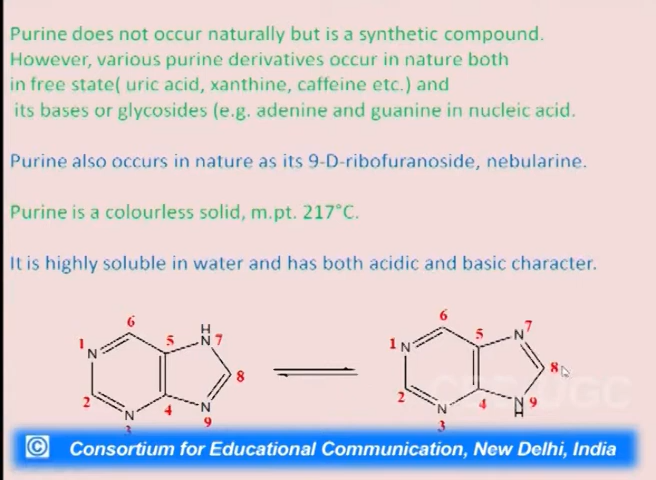 Purine does not occur naturally but is a synthetic compound.
However, various purine derivatives occur in nature both
in free state( uric acid, xanthine, caffeine etc.) and
its bases or glycosides (e.g. adenine and guanine in nucleic acid.
Purine also occurs in nature as its 9-D-ribofuranoside, nebularine.
Purine is a colourless solid, m.pt. 217°C.
It is highly soluble in water and has both acidic and basic character.
6
1 N 5 H N 7
8
2 N 4 N 9
3
6
1 N 5 N 7
8
2 N 4 N H 9
3
© Consortium for Educational Communication, New Delhi, India